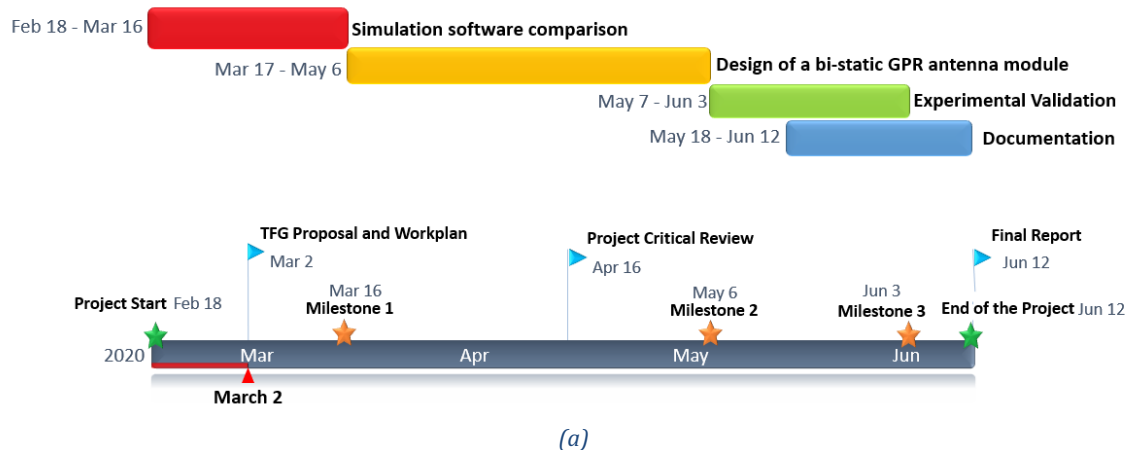 Feb 18 - Mar 16
Simulation software comparison
Mar 17 - May 6
Design of a bi-static GPR antenna module
May 7 - Jun 3
Experimental Validation
May 18 - Jun 12
Documentation
TFG Proposal and Workplan
Mar 2
Project Critical Review
Apr 16
Final Report
Jun 12
Project Start Feb 18
Mar 16
Milestone 1
May 6
Milestone 2
Jun 3
Milestone 3
End of the Project Jun 12
2020 Mar Apr May Jun
March 2
(a)